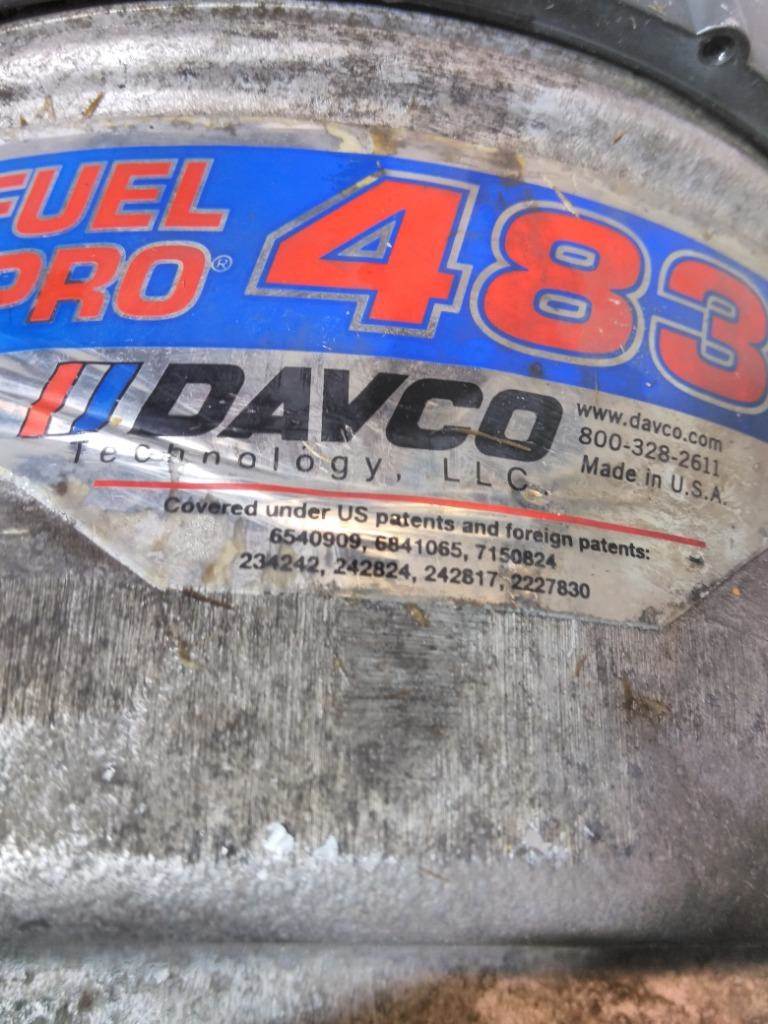 FUEL
PRO®
483
DAVCO
Technology, LLC.
www.davco.com
800-328-2611
Made in U.S.A.
Covered under US patents and foreign patents:
6540909, 6841065, 7150824
234242, 242824, 242817, 2227830